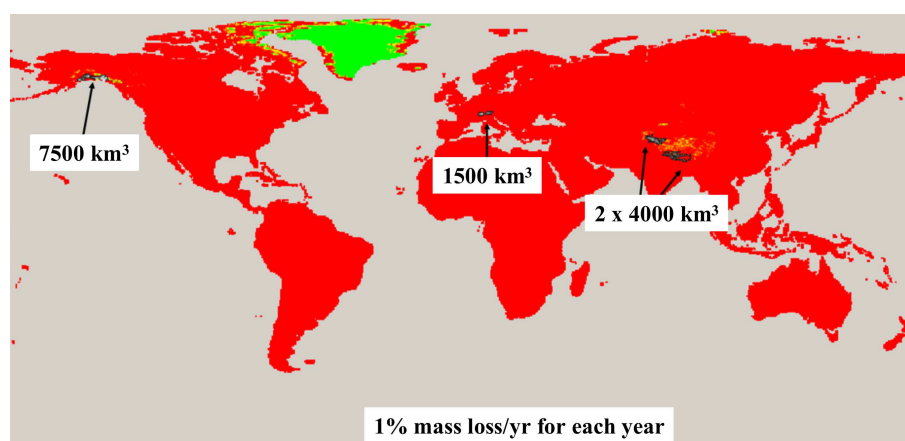 7500 km³
1500 km³
2 x 4000 km³
1% mass loss/yr for each year